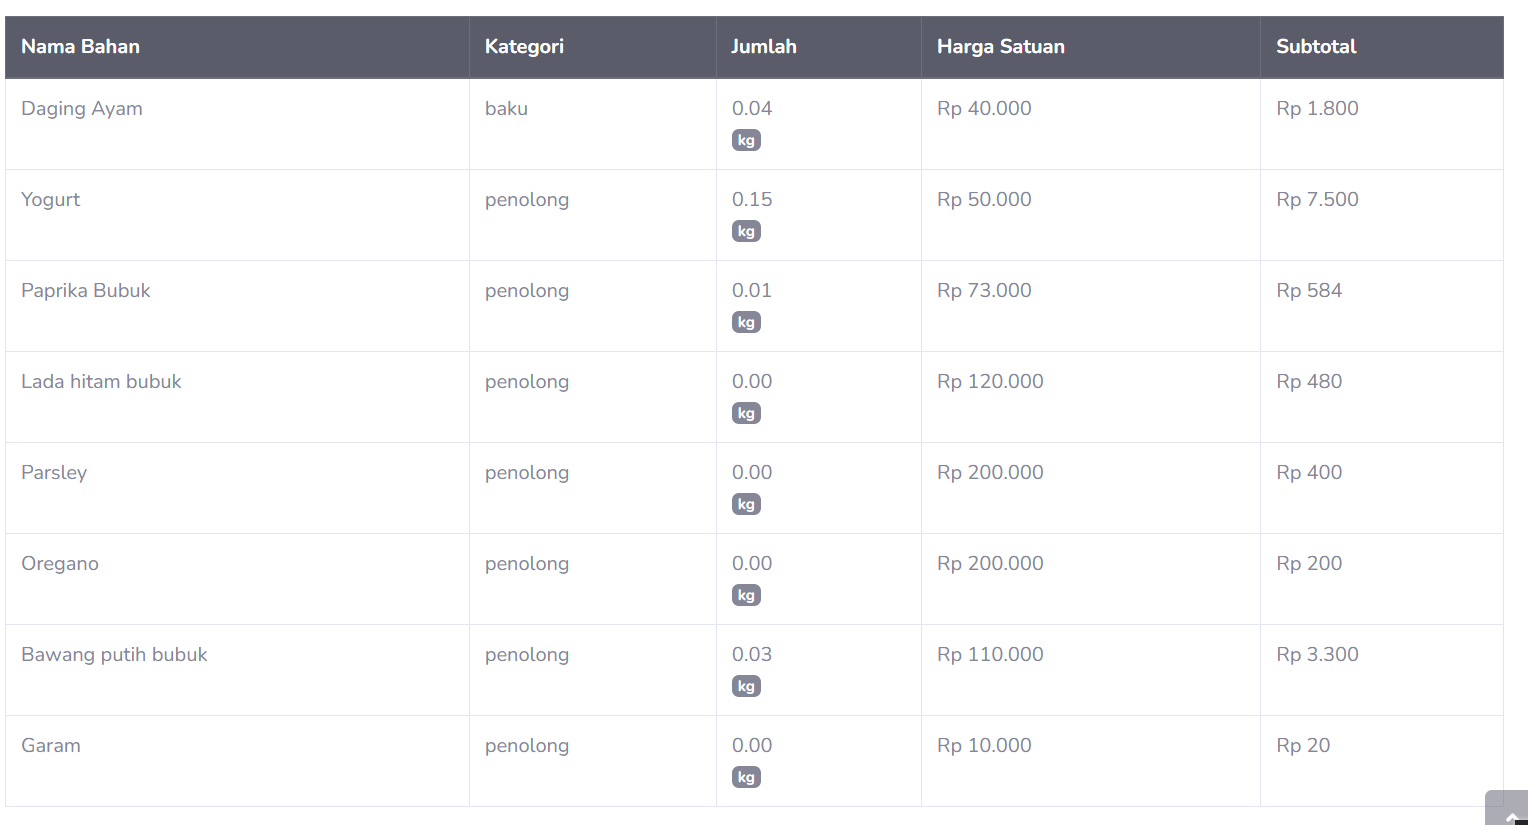 Nama Bahan Kategori Jumlah Harga Satuan Subtotal
Daging Ayam baku 0.04 Rp 40.000 Rp 1.800
kg
Yogurt penolong 0.15 Rp 50.000 Rp 7.500
kg
Paprika Bubuk penolong 0.01 Rp 73.000 Rp 584
kg
Lada hitam bubuk penolong 0.00 Rp 120.000 Rp 480
kg
Parsley penolong 0.00 Rp 200.000 Rp 400
kg
Oregano penolong 0.00 Rp 200.000 Rp 200
kg
Bawang putih bubuk penolong 0.03 Rp 110.000 Rp 3.300
kg
Garam penolong 0.00 Rp 10.000 Rp 20
kg